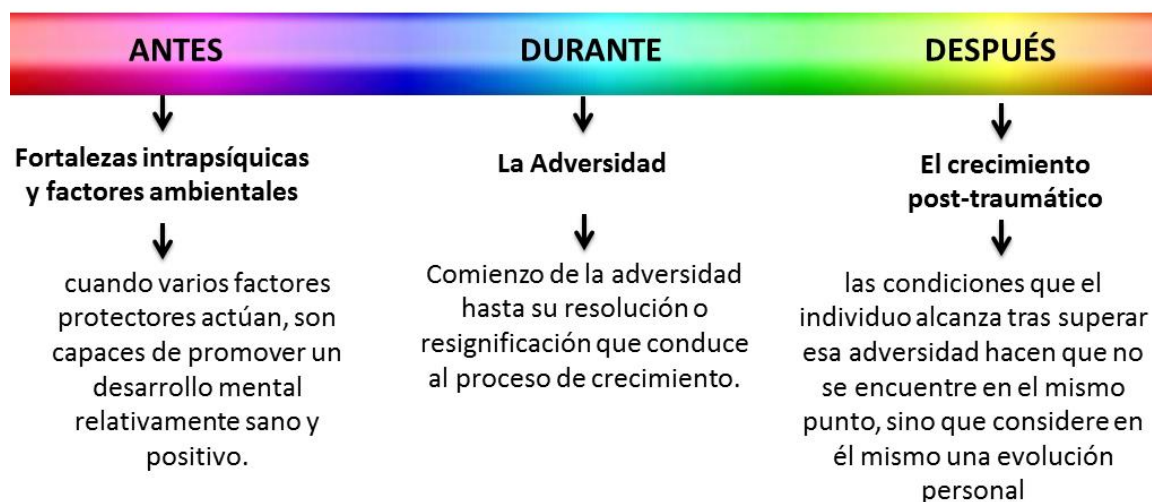 ANTES
DURANTE
DESPUÉS
Fortalezas intrapsíquicas
y factores ambientales
cuando varios factores
protectores actúan, son
capaces de promover un
desarrollo mental
relativamente sano y
positivo.
La Adversidad
Comienzo de la adversidad
hasta su resolución o
resignificación que conduce
al proceso de crecimiento.
El crecimiento
post-traumático
las condiciones que el
individuo alcanza tras superar
esa adversidad hacen que no
se encuentre en el mismo
punto, sino que considere en
él mismo una evolución
personal